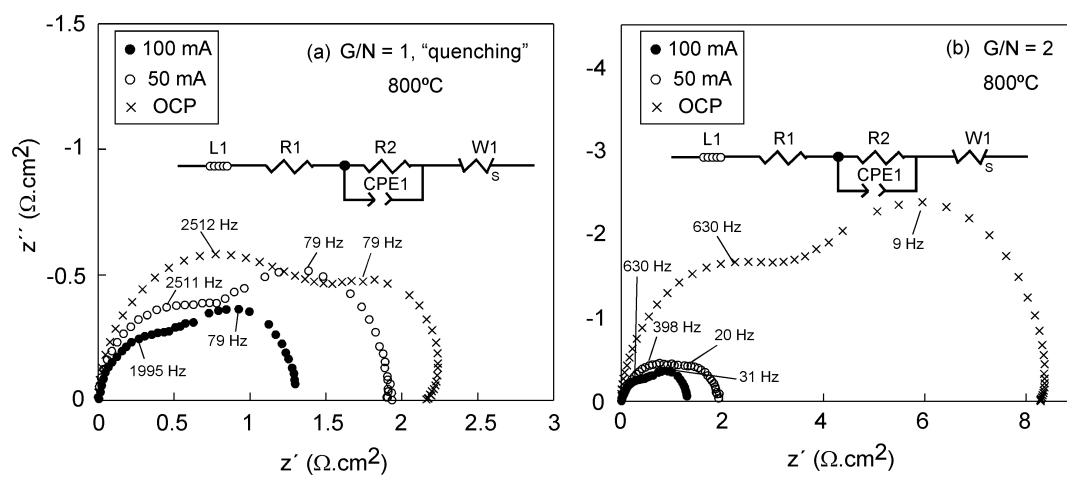 -1.5
100 mA
50 mA
OCP
(a) G/N = 1, “quenching”
800ºC
L1
R1
R2
W1
S
CPE1
-1
z´´ (Ω.cm2)
2512 Hz
79 Hz
79 Hz
-0.5
2511 Hz
1995 Hz
79 Hz
0
0
0.5
1
1.5
2
2.5
3
z´ (Ω.cm2)
100 mA
50 mA
OCP
(b) G/N = 2
800ºC
-4
L1
R1
R2
W1
S
CPE1
-3
z´´ (Ω.cm2)
-2
630 Hz
9 Hz
630 Hz
-1
398 Hz
20 Hz
31 Hz
0
0
2
4
6
8
z´ (Ω.cm2)